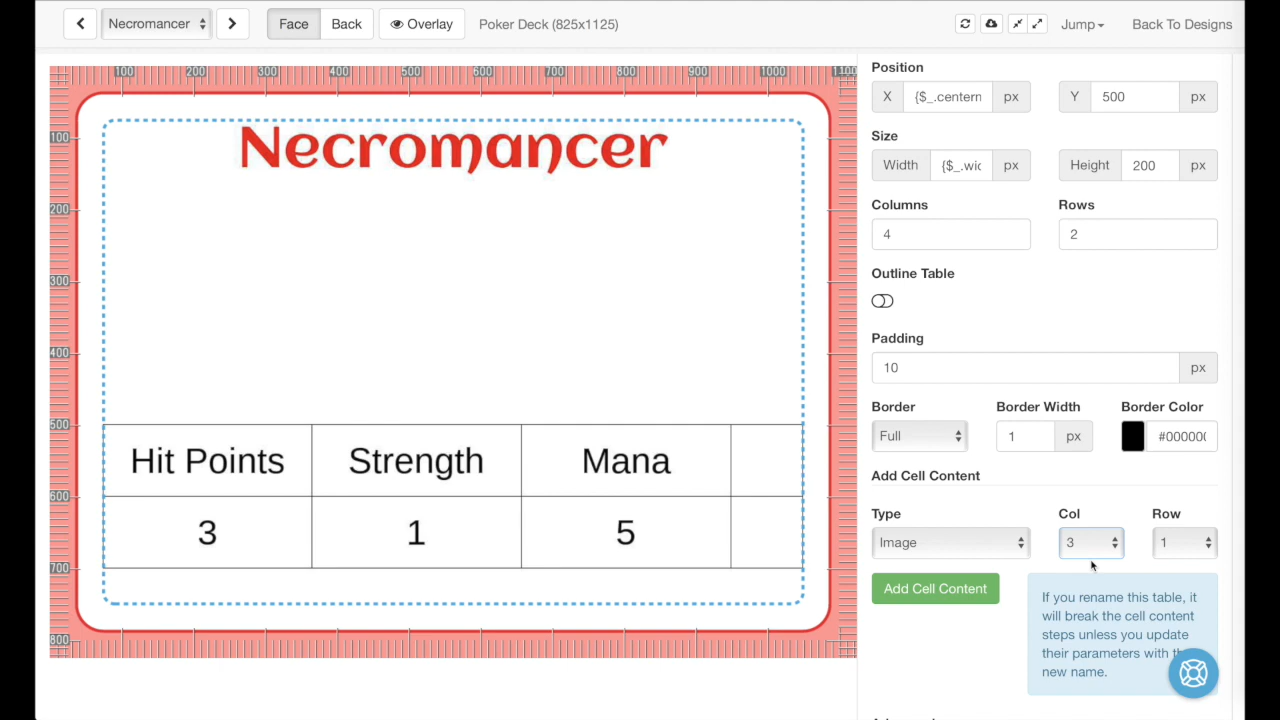 Necromancer
Face
Back
Overlay
Poker Deck (825x1125)
Jump
Back To Designs
100
200
300
400
500
600
700
800
900
1000
1100
100
200
300
400
500
600
700
800
Necromancer
Hit Points
Strength
Mana
3
1
5
Position
X
{$_.centern
px
Y
500
px
Size
Width
{$_.wi
px
Height
200
px
Columns
Rows
4
2
Outline Table
Padding
10
px
Border
Border Width
Border Color
Full
1
px
#00000
Add Cell Content
Type
Col
Row
Image
3
1
Add Cell Content
If you rename this table, it
will break the cell content
steps unless you update
their parameters with
new name.